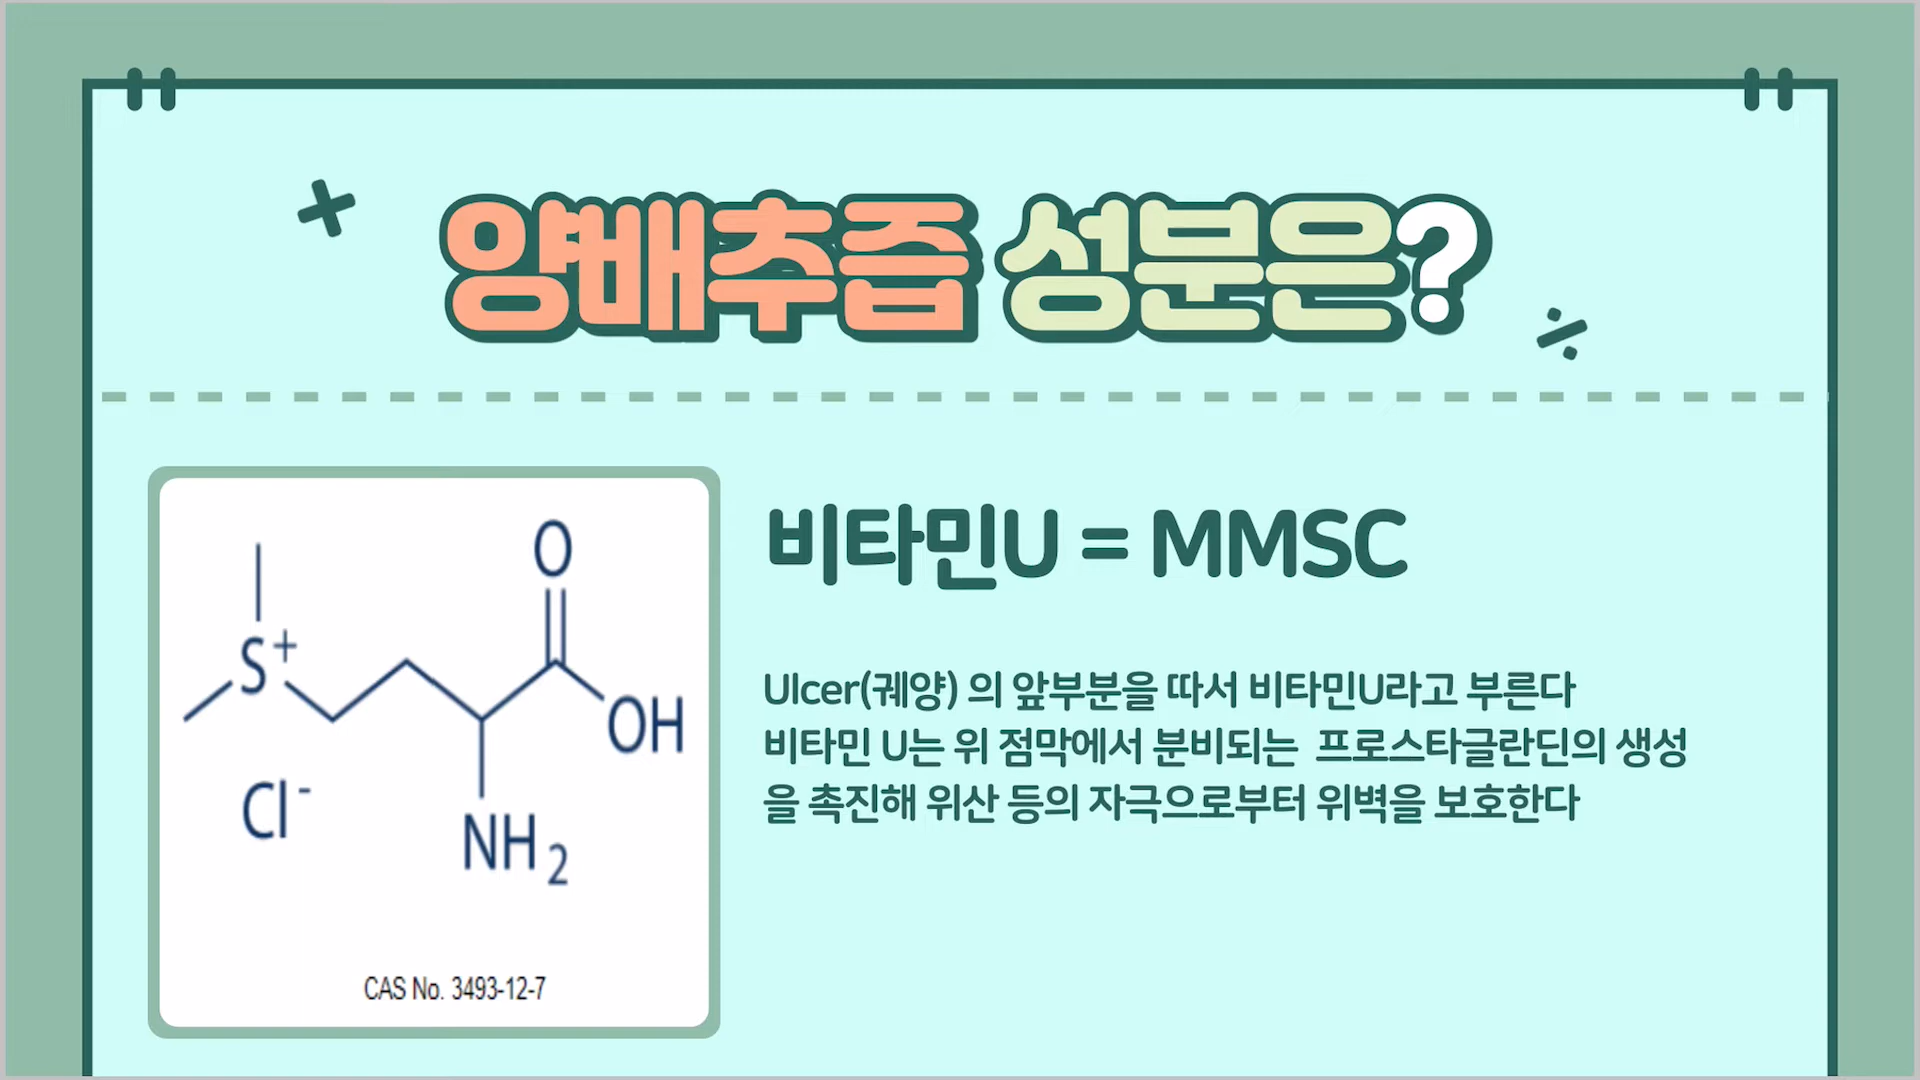 양배추즙 성분은?
비타민U = MMSC
Ulcer(궤양) 의 앞부분을 따서 비타민U라고 부른다
비타민 U는 위 점막에서 분비되는 프로스타글란딘의 생성
을 촉진해 위산 등의 자극으로부터 위벽을 보호한다
O
S+
OH
Cl-
NH2
CAS No. 3493-12-7